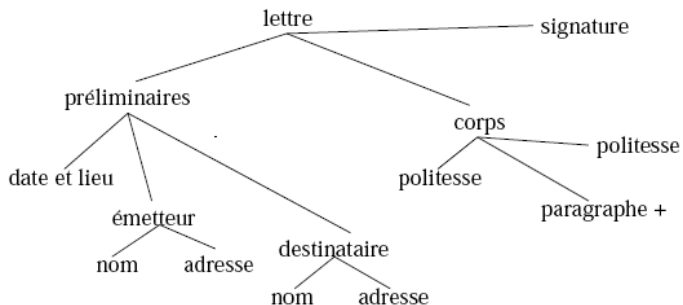 lettre
signature
préliminaires
corps
politesse
date et lieu
politesse
paragraphe +
émetteur
destinataire
nom
adresse
nom
adresse